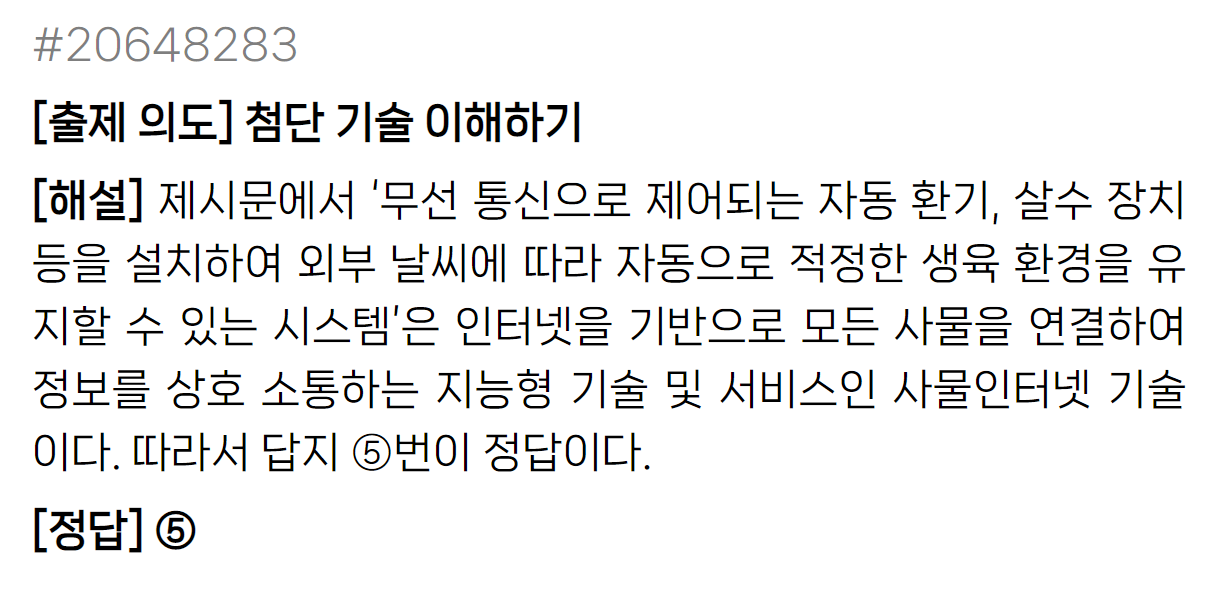 #20648283
[출제 의도] 첨단 기술 이해하기
[해설] 제시문에서 ‘무선 통신으로 제어되는 자동 환기, 살수 장치
등을 설치하여 외부 날씨에 따라 자동으로 적정한 생육 환경을 유
지할 수 있는 시스템’은 인터넷을 기반으로 모든 사물을 연결하여
정보를 상호 소통하는 지능형 기술 및 서비스인 사물인터넷 기술
이다. 따라서 답지 ⑤번이 정답이다.
[정답] ⑤